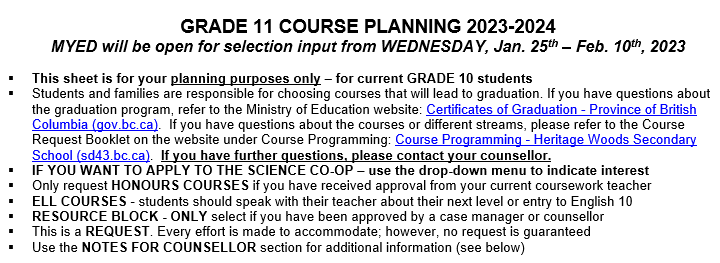 GRADE 11 COURSE PLANNING 2023-2024
MYED will be open for selection input from WEDNESDAY, Jan. 25th – Feb. 10th, 2023
▪ This sheet is for your planning purposes only – for current GRADE 10 students
▪ Students and families are responsible for choosing courses that will lead to graduation. If you have questions about
the graduation program, refer to the Ministry of Education website: Certificates of Graduation - Province of British
Columbia (gov.bc.ca). If you have questions about the courses or different streams, please refer to the Course
Request Booklet on the website under Course Programming: Course Programming - Heritage Woods Secondary
School (sd43.bc.ca). If you have further questions, please contact your counsellor.
▪ IF YOU WANT TO APPLY TO THE SCIENCE CO-OP – use the drop-down menu to indicate interest
▪ Only request HONOURS COURSES if you have received approval from your current coursework teacher
▪ ELL COURSES - students should speak with their teacher about their next level or entry to English 10
▪ RESOURCE BLOCK - ONLY select if you have been approved by a case manager or counsellor
▪ This is a REQUEST. Every effort is made to accommodate; however, no request is guaranteed
▪ Use the NOTES FOR COUNSELLOR section for additional information (see below)